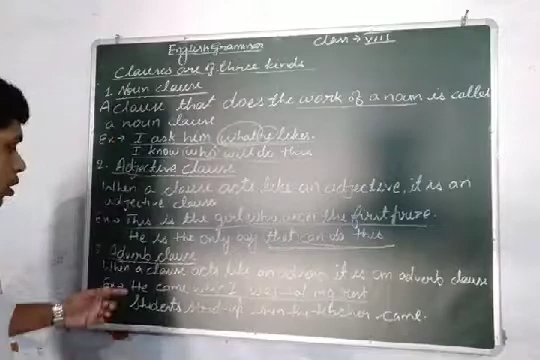 English Grammar
Class → VIII
Clauses are of three kinds
1. Noun clause
A clause that does the work of a noun is called
a noun clause
Ex → I ask him what he likes.
I know who will do this
2. Adjective clause
When a clause acts like an adjective, it is an
adjective clause
Ex → This is the girl who won the first prize.
He is the only that can do this
Adverb clause
When a clause acts like an adverb it is an adverb clause
Ex → He came when I was at my rest
Students stood up when the teacher came.